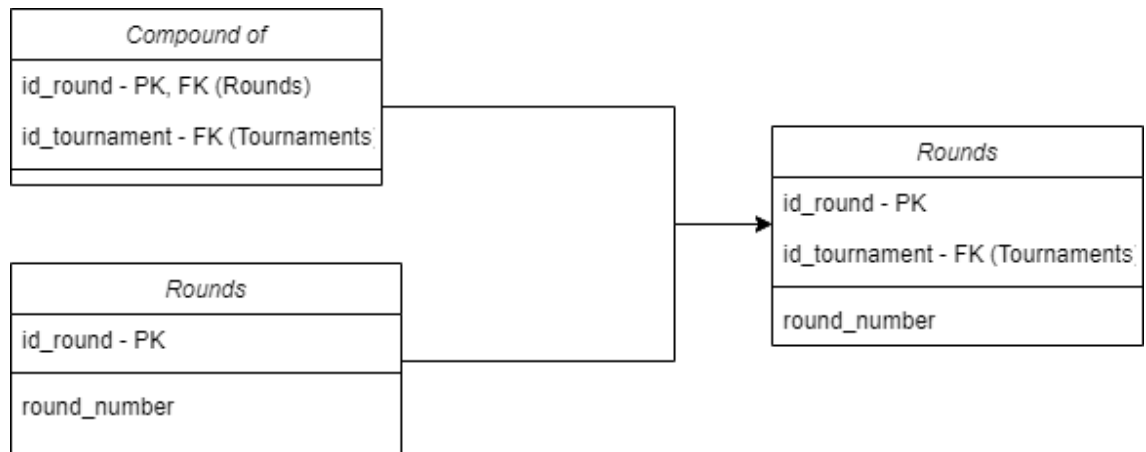 Compound of
id_round - PK, FK (Rounds)
id_tournament - FK (Tournaments)
Rounds
id_round - PK
round_number
Rounds
id_round - PK
id_tournament - FK (Tournaments)
round_number